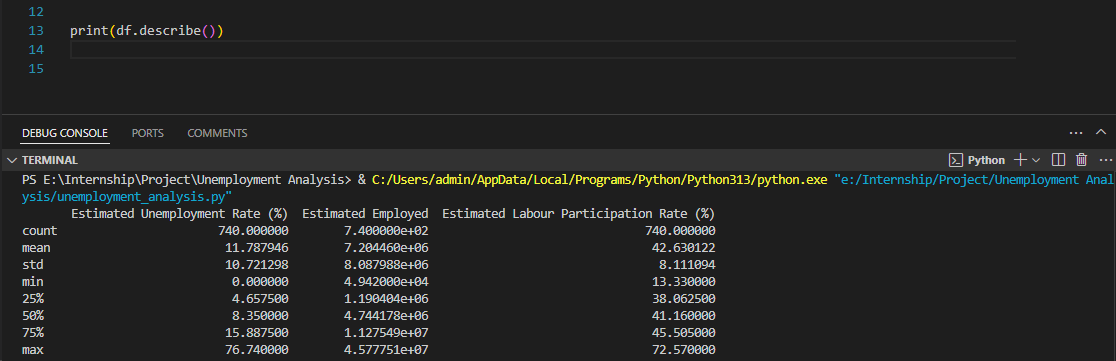 12
13 print(df.describe())
14
15
DEBUG CONSOLE PORTS COMMENTS
TERMINAL Python
PS E:\Internship\Project\Unemployment Analysis> & C:/Users/admin/AppData/Local/Programs/Python/Python313/python.exe "e:/Internship/Project/Unemployment Anal
ysis/unemployment_analysis.py"
Estimated Unemployment Rate (%) Estimated Employed Estimated Labour Participation Rate (%)
count 740.000000 7.400000e+02 740.000000
mean 11.787946 7.204460e+06 42.630122
std 10.721298 8.087988e+06 8.111094
min 0.000000 4.942000e+04 13.330000
25% 4.657500 1.190404e+06 38.062500
50% 8.350000 4.744178e+06 41.160000
75% 15.887500 1.127549e+07 45.505000
max 76.740000 4.577751e+07 72.570000